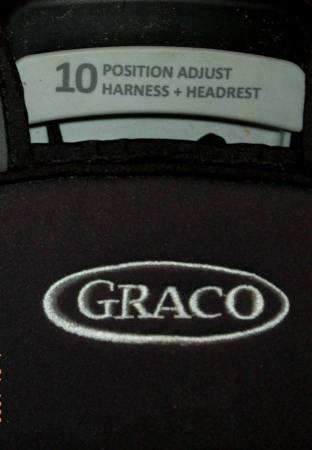 10 POSITION ADJUST
HARNESS + HEADREST
GRACO